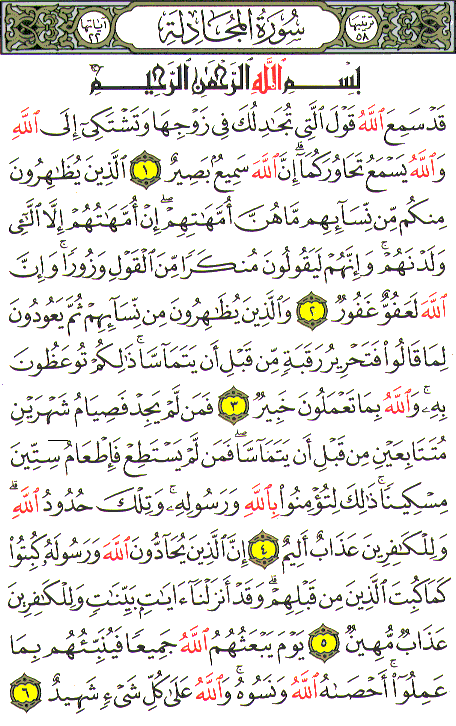 ترتيبها ٥٨ سُورَةُ الْمُجَادِلَةِ آياتها ٢٢
بِسْمِ ٱللَّهِ ٱلرَّحْمَٰنِ ٱلرَّحِيمِ
قَدْ سَمِعَ ٱللَّهُ قَوْلَ ٱلَّتِي تُجَٰدِلُكَ فِي زَوْجِهَا وَتَشْتَكِيٓ إِلَى ٱللَّهِ
وَٱللَّهُ يَسْمَعُ تَحَاوُرَكُمَآ ۚ إِنَّ ٱللَّهَ سَمِيعٌۢ بَصِيرٌ ١ ٱلَّذِينَ يُظَٰهِرُونَ
مِنكُم مِّن نِّسَآئِهِم مَّا هُنَّ أُمَّهَٰتِهِمْ ۖ إِنْ أُمَّهَٰتُهُمْ إِلَّا ٱلَّٰٓـِٔي
وَلَدْنَهُمْ ۚ وَإِنَّهُمْ لَيَقُولُونَ مُنكَرًا مِّنَ ٱلْقَوْلِ وَزُورًا ۚ وَإِنَّ
ٱللَّهَ لَعَفُوٌّ غَفُورٌ ٢ وَٱلَّذِينَ يُظَٰهِرُونَ مِن نِّسَآئِهِمْ ثُمَّ يَعُودُونَ
لِمَا قَالُوا۟ فَتَحْرِيرُ رَقَبَةٍ مِّن قَبْلِ أَن يَتَمَآسَّا ۚ ذَٰلِكُمْ تُوعَظُونَ
بِهِۦ ۚ وَٱللَّهُ بِمَا تَعْمَلُونَ خَبِيرٌ ٣ فَمَن لَّمْ يَجِدْ فَصِيَامُ شَهْرَيْنِ
مُتَتَابِعَيْنِ مِن قَبْلِ أَن يَتَمَآسَّا ۖ فَمَن لَّمْ يَسْتَطِعْ فَإِطْعَامُ سِتِّينَ
مِسْكِينًا ۚ ذَٰلِكَ لِتُؤْمِنُوا۟ بِٱللَّهِ وَرَسُولِهِۦ ۚ وَتِلْكَ حُدُودُ ٱللَّهِ ۗ
وَلِلْكَٰفِرِينَ عَذَابٌ أَلِيمٌ ٤ إِنَّ ٱلَّذِينَ يُحَآدُّونَ ٱللَّهَ وَرَسُولَهُۥ كُبِتُوا۟
كَمَا كُبِتَ ٱلَّذِينَ مِن قَبْلِهِمْ ۚ وَقَدْ أَنزَلْنَآ ءَايَٰتٍۭ بَيِّنَٰتٍ ۚ وَلِلْكَٰفِرِينَ
عَذَابٌ مُّهِينٌ ٥ يَوْمَ يَبْعَثُهُمُ ٱللَّهُ جَمِيعًا فَيُنَبِّئُهُم بِمَا
عَمِلُوٓا۟ ۚ أَحْصَىٰهُ ٱللَّهُ وَنَسُوهُ ۚ وَٱللَّهُ عَلَىٰ كُلِّ شَيْءٍ شَهِيدٌ ٦